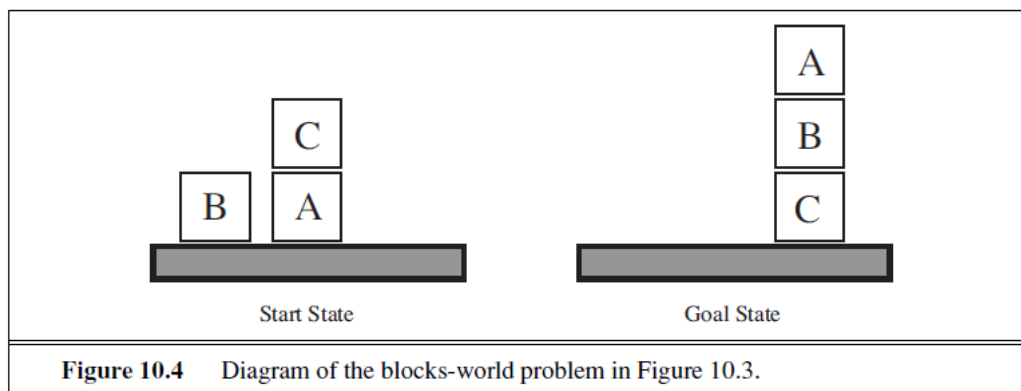 A
C
B
B
A
C
Start State
Goal State
Figure 10.4 Diagram of the blocks-world problem in Figure 10.3.